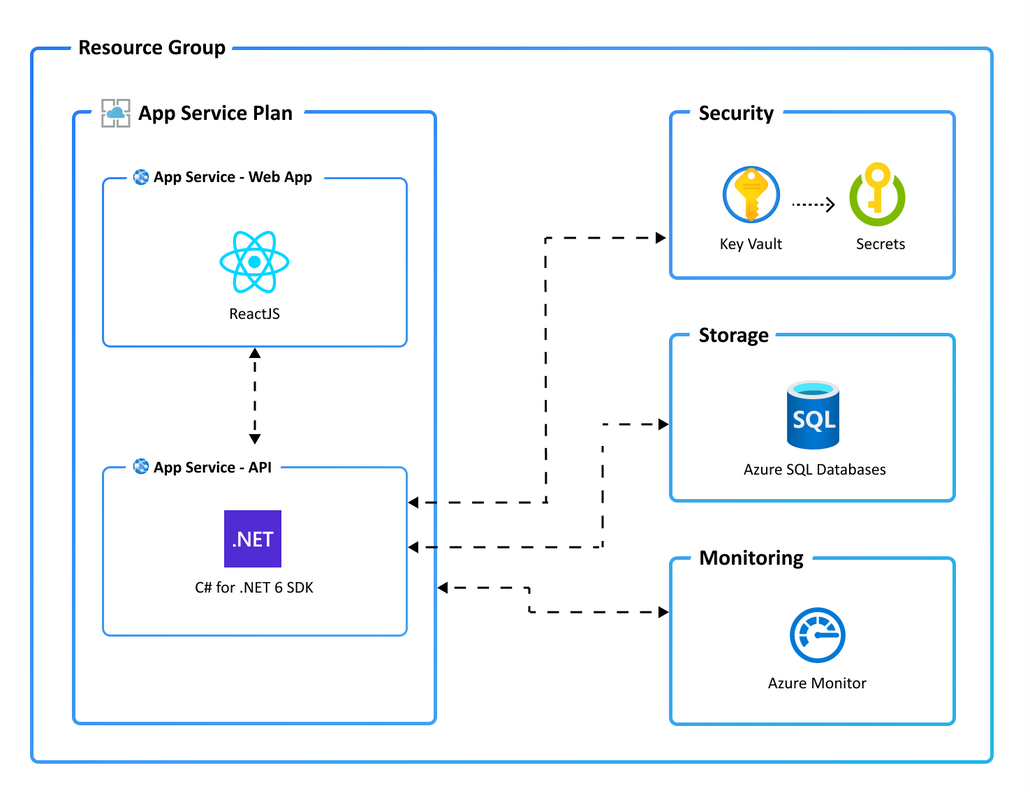 Resource Group
App Service Plan
App Service - Web App
ReactJS
App Service - API
.NET
C# for .NET 6 SDK
Security
Key Vault
Secrets
Storage
SQL
Azure SQL Databases
Monitoring
Azure Monitor